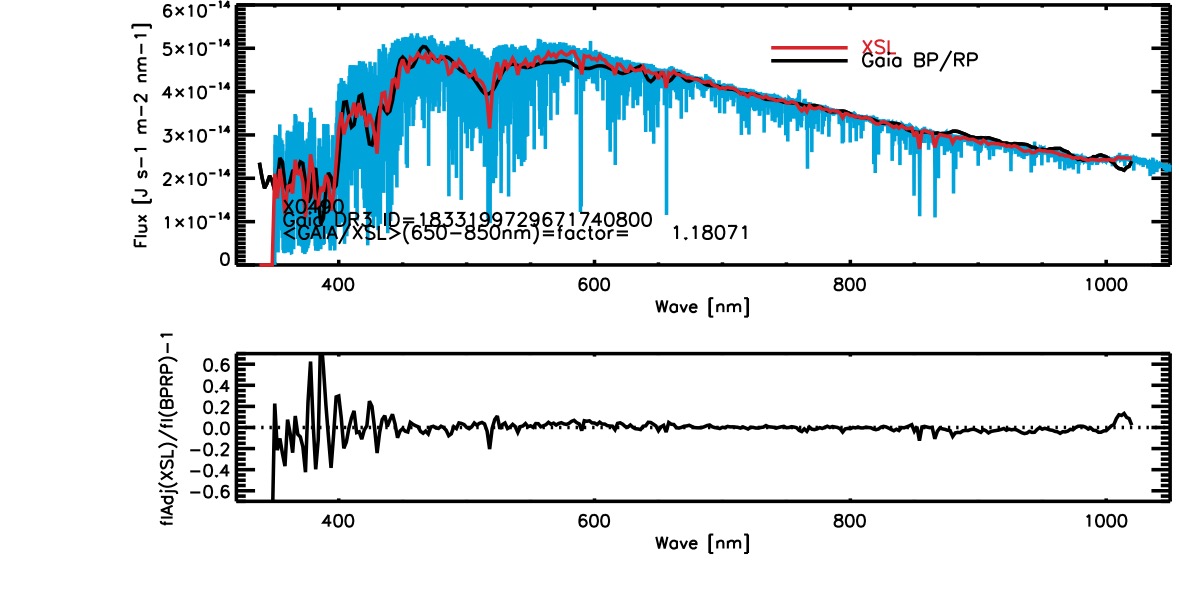 6×10⁻¹⁴
5×10⁻¹⁴
4×10⁻¹⁴
3×10⁻¹⁴
2×10⁻¹⁴
1×10⁻¹⁴
0
Flux [J s−1 m−2 nm−1]
XSL
Gaia BP/RP
X0490
Gaia DR3 ID=1833199729671740800
<GAIA/XSL>(650−850nm)=factor= 1.18071
400 600 800 1000
Wave [nm]
flAdj(XSL)/fl(BPRP)−1
0.6
0.4
0.2
0.0
−0.2
−0.4
−0.6
400 600 800 1000
Wave [nm]